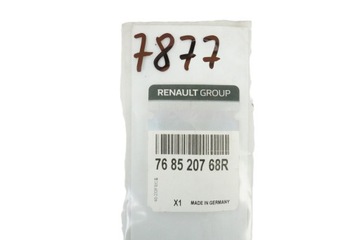 7877
RENAULT GROUP
76 85 207 68R
X1 MADE IN GERMANY